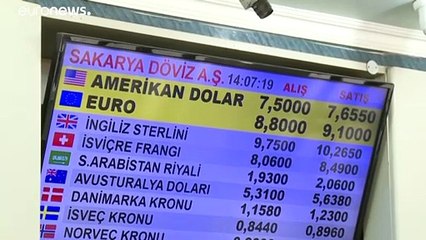 euronews.
SAKARYA DÖVİZ A.Ş. 14:07:19 ALIŞ SATIŞ
AMERİKAN DOLAR 7,5000 7,6550
EURO 8,8000 9,1000
İNGİLİZ STERLİNİ 9,7500 10,2650
İSVİÇRE FRANGI 8,0600 8,4900
S.ARABİSTAN RİYALİ 1,9300 2,0600
AVUSTURALYA DOLARI 5,3100 5,6380
DANİMARKA KRONU 1,1580 1,2300
İSVEÇ KRONU 0,8440 0,8960
NORVEÇ KRONU